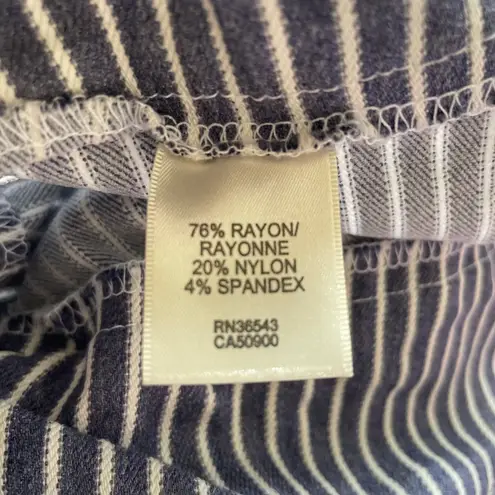 76% RAYON/
RAYONNE
20% NYLON
4% SPANDEX
RN36543
CA50900